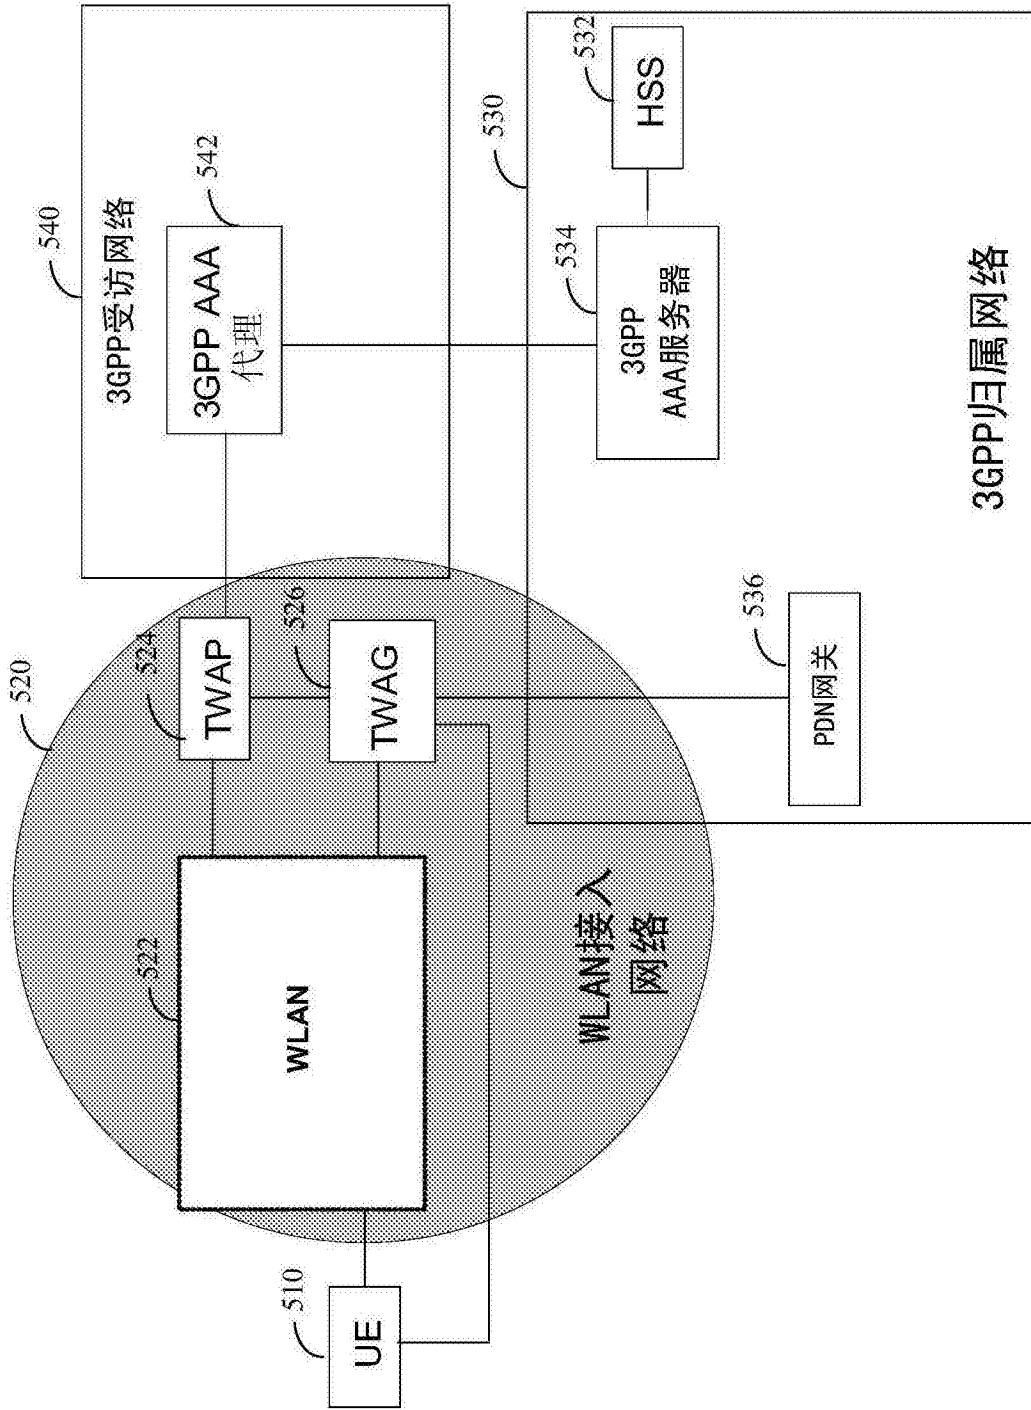 540
3GPP受访网络
542
3GPP AAA
代理
530
532
HSS
534
3GPP
AAA服务器
3GPP归属网络
536
PDN网关
520
524
TWAP
526
TWAG
522
WLAN
WLAN接入
网络
510
UE